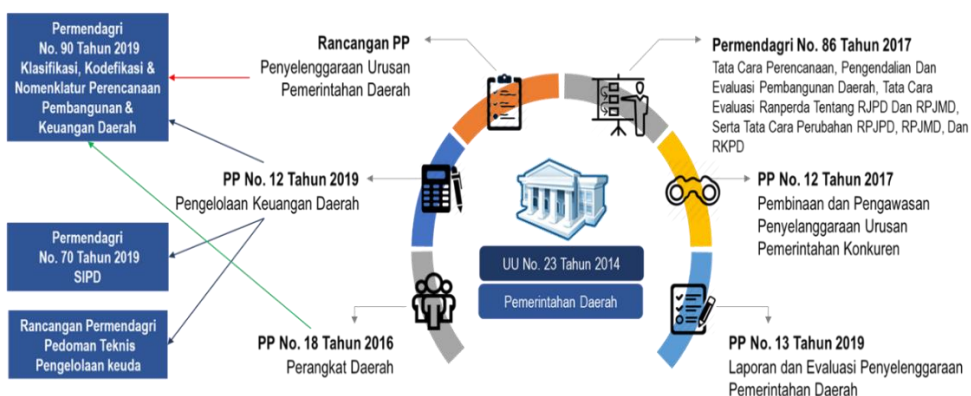 Permendagri
No. 90 Tahun 2019
Klasifikasi, Kodefikasi &
Nomenklatur Perencanaan
Pembangunan &
Keuangan Daerah
Permendagri
No. 70 Tahun 2019
SIPD
Rancangan Permendagri
Pedoman Teknis
Pengelolaan keuda
Rancangan PP
Penyelenggaraan Urusan
Pemerintahan Daerah
PP No. 12 Tahun 2019
Pengelolaan Keuangan Daerah
PP No. 18 Tahun 2016
Perangkat Daerah
UU No. 23 Tahun 2014
Pemerintahan Daerah
Permendagri No. 86 Tahun 2017
Tata Cara Perencanaan, Pengendalian Dan
Evaluasi Pembangunan Daerah, Tata Cara
Evaluasi Ranperda Tentang RJPD Dan RPJMD,
Serta Tata Cara Perubahan RPJPD, RPJMD, Dan
RKPD
PP No. 12 Tahun 2017
Pembinaan dan Pengawasan
Penyelanggaraan Urusan
Pemerintahan Konkuren
PP No. 13 Tahun 2019
Laporan dan Evaluasi Penyelenggaraan
Pemerintahan Daerah